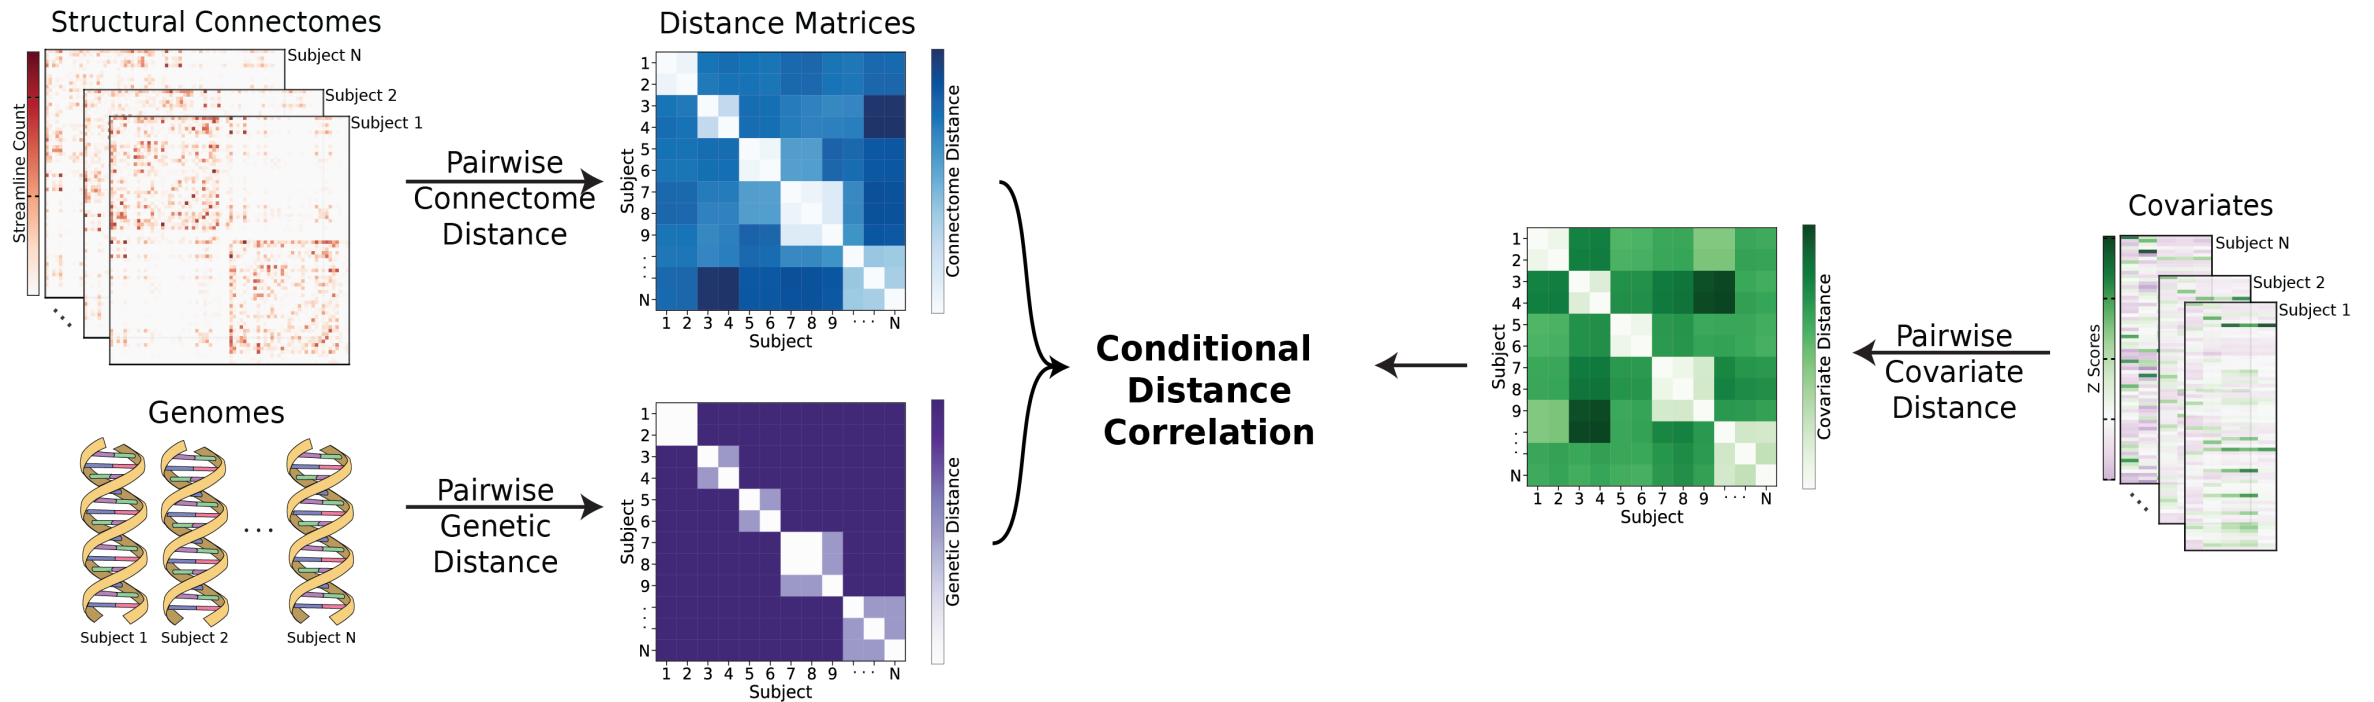 Structural Connectomes
Streamline Count
Subject N
Subject 2
Subject 1
Genomes
Subject 1
Subject 2
. . .
Subject N
Pairwise
Connectome
Distance
Pairwise
Genetic
Distance
Distance Matrices
Subject
1
2
3
4
5
6
7
8
9
.
.
.
N
1 2 3 4 5 6 7 8 9 . . . N
Subject
Connectome Distance
Subject
1
2
3
4
5
6
7
8
9
.
.
.
N
1 2 3 4 5 6 7 8 9 . . . N
Subject
Genetic Distance
Conditional
Distance
Correlation
Subject
1
2
3
4
5
6
7
8
9
.
.
.
N
1 2 3 4 5 6 7 8 9 . . . N
Subject
Covariate Distance
Pairwise
Covariate
Distance
Covariates
Z Scores
Subject N
Subject 2
Subject 1